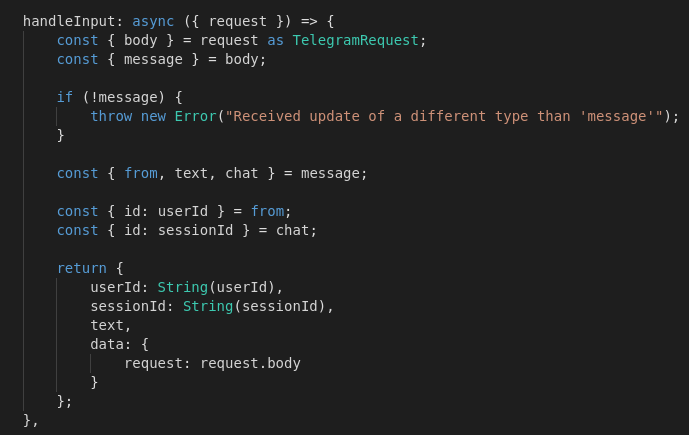 handleInput: async ({ request }) => {
    const { body } = request as TelegramRequest;
    const { message } = body;

    if (!message) {
        throw new Error("Received update of a different type than 'message'");
    }

    const { from, text, chat } = message;

    const { id: userId } = from;
    const { id: sessionId } = chat;

    return {
        userId: String(userId),
        sessionId: String(sessionId),
        text,
        data: {
            request: request.body
        }
    };
},